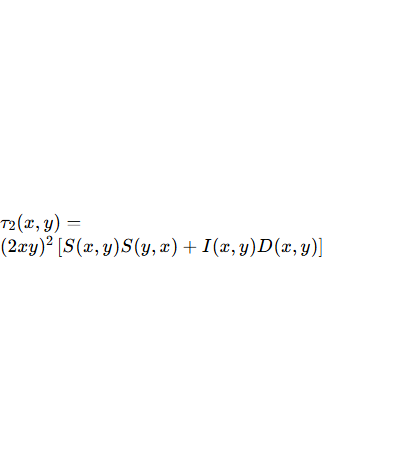 τ₂(x, y) =
(2xy)² [S(x, y)S(y, x) + I(x, y)D(x, y)]